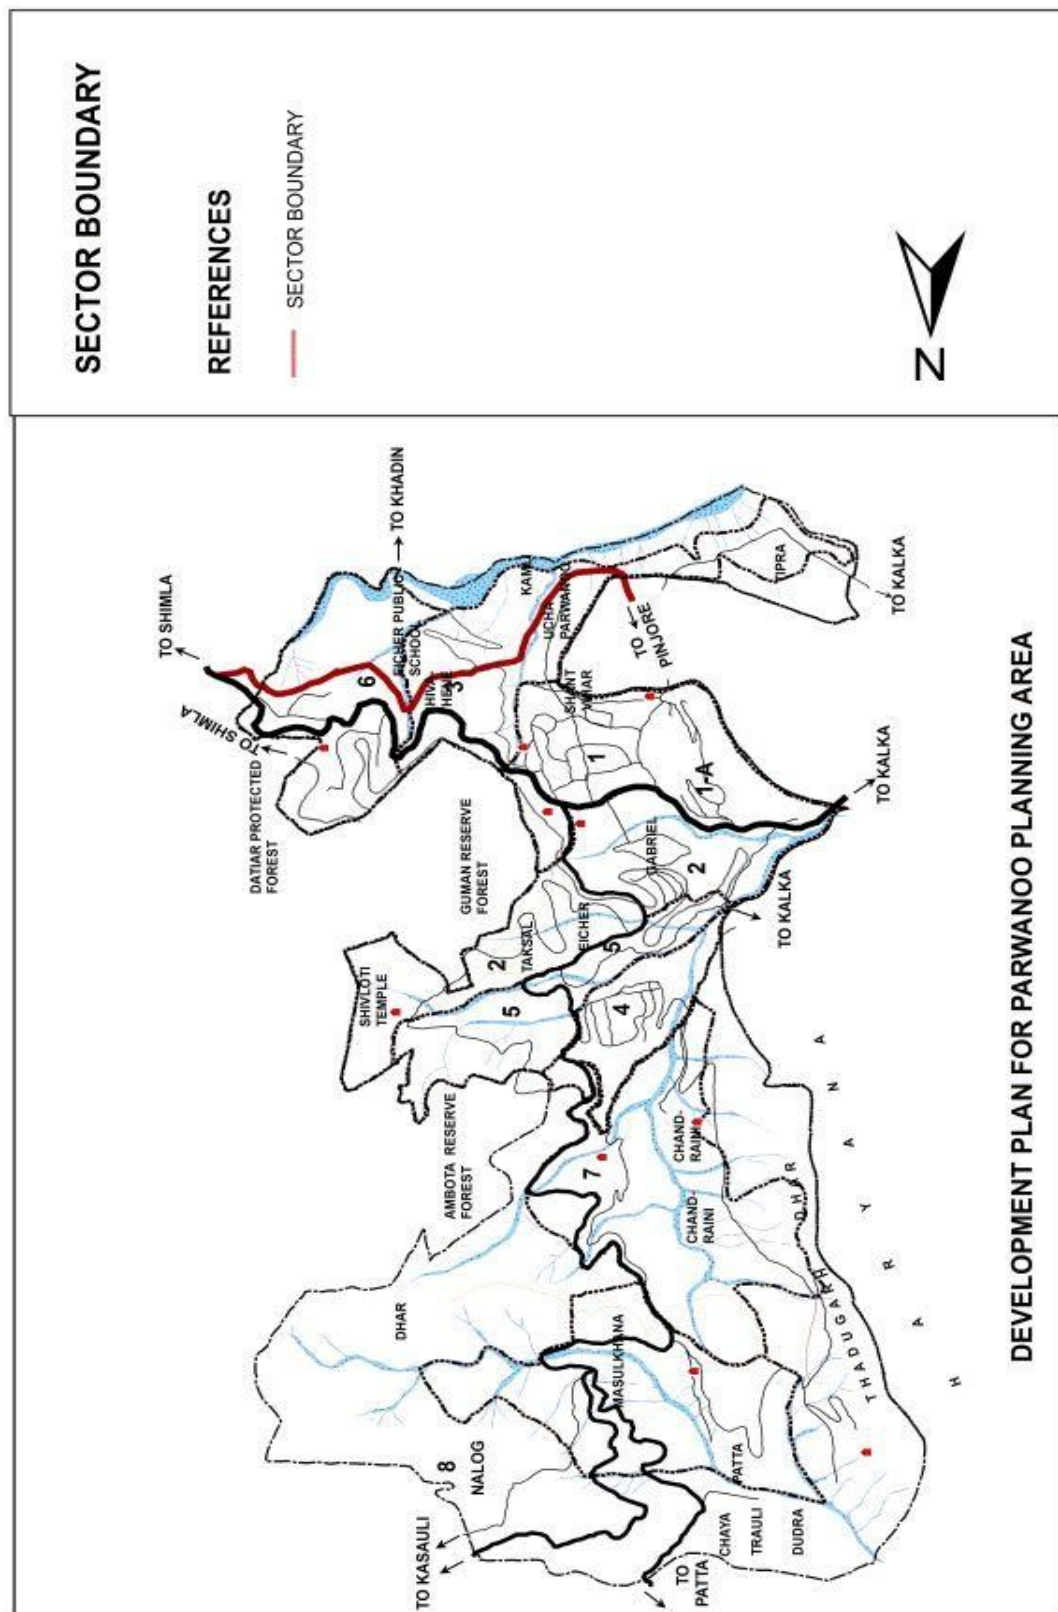 SECTOR BOUNDARY
REFERENCES
SECTOR BOUNDARY
N
TO SHIMLA
TO SHIMLA
TO KHADIN
DATIAR PROTECTED
FOREST
6
EICHER PUBLIC
SCHOOL
3
UCHA
PARWANOO
TO
PINJORE
TIPRA
TO KALKA
1
1-A
TO KALKA
GUMAN RESERVE
FOREST
GABRIEL
2
TO KALKA
SHIVLOTI
TEMPLE
2
TAKSAL
EICHER
5
5
4
AMBOTA RESERVE
FOREST
7
CHAND-
RAINI
CHAND-
RAINI
DHAR
DHAR
MASULKHANA
8
NALOG
TO KASAULI
TO
PATTA
PATTA
CHAYA
TRAULI
DUDRA
THADUGARH
HARYANA
DEVELOPMENT PLAN FOR PARWANOO PLANNING AREA